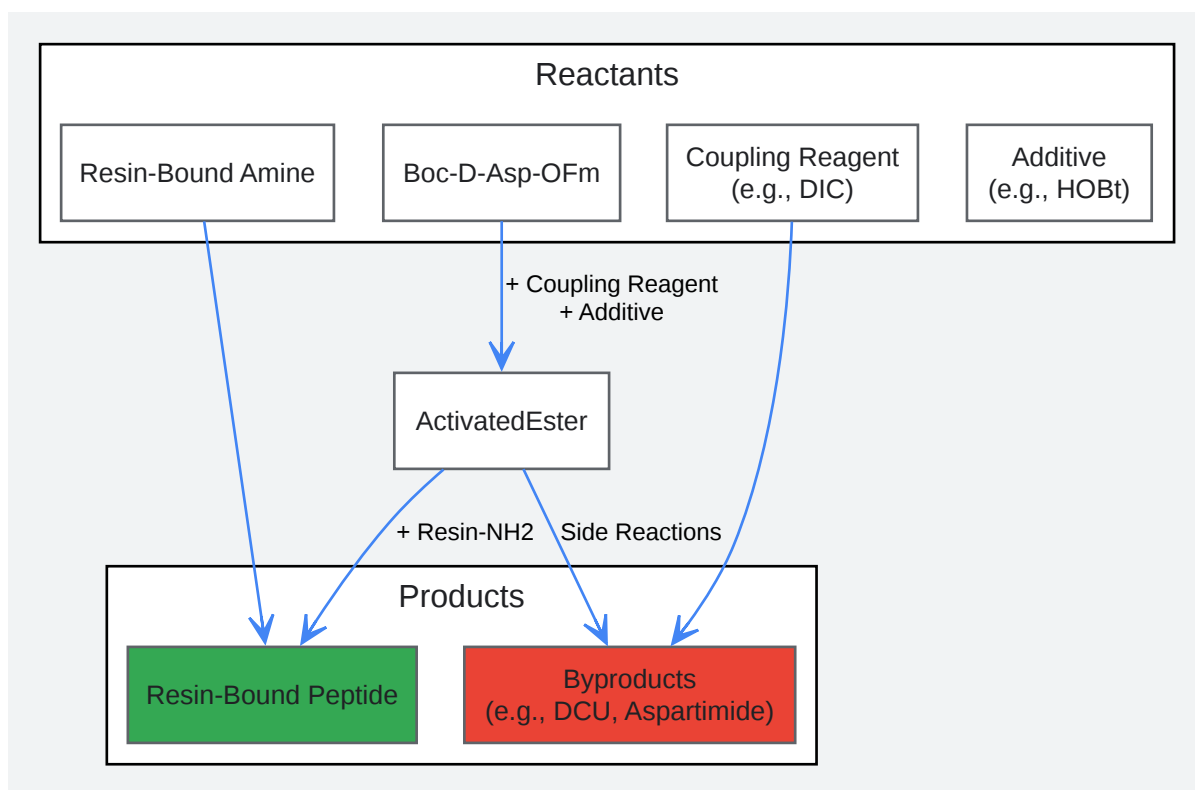 Reactants
Resin-Bound Amine
Boc-D-Asp-OFm
Coupling Reagent
(e.g., DIC)
Additive
(e.g., HOBt)
+ Coupling Reagent
+ Additive
ActivatedEster
+ Resin-NH2
Side Reactions
Products
Resin-Bound Peptide
Byproducts
(e.g., DCU, Aspartimide)